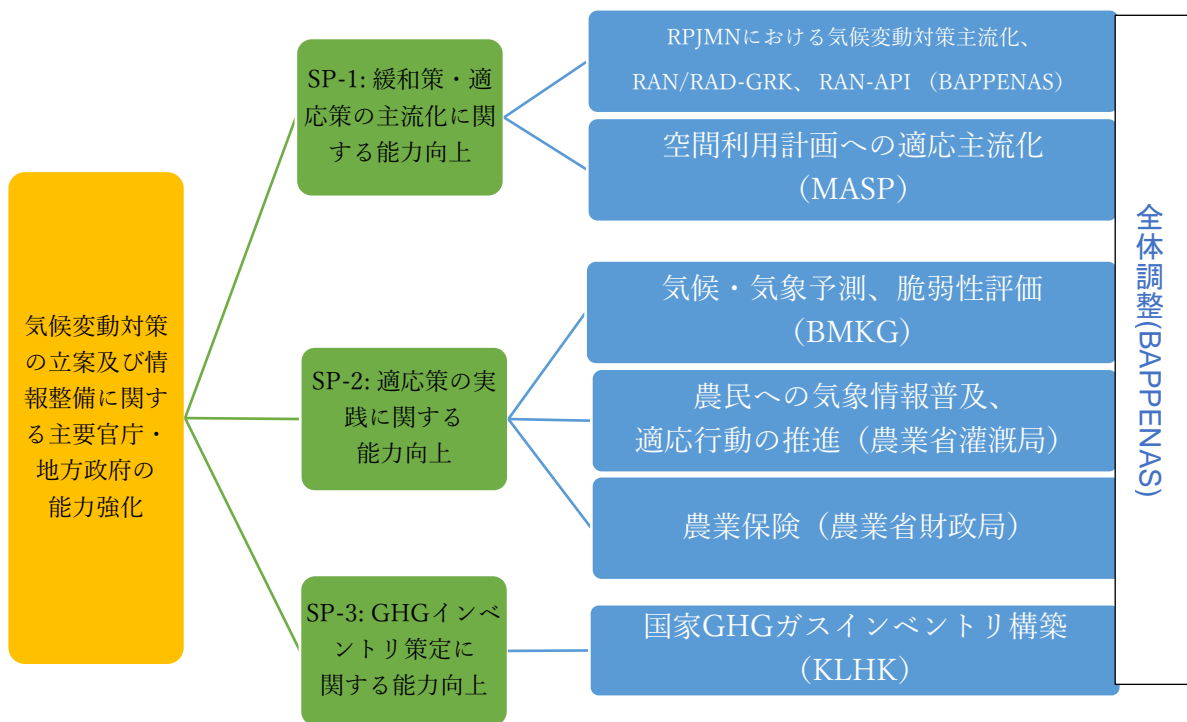 気候変動対策
の立案及び情
報整備に関す
る主要官庁・
地方政府の
能力強化
SP-1: 緩和策・適
応策の主流化に関
する能力向上
RPJMNにおける気候変動対策主流化、
RAN/RAD-GRK、RAN-API （BAPPENAS）
空間利用計画への適応主流化
（MASP）
SP-2: 適応策の実
践に関する
能力向上
気候・気象予測、脆弱性評価
（BMKG）
農民への気象情報普及、
適応行動の推進（農業省灌漑局）
農業保険（農業省財政局）
SP-3: GHGインベ
ントリ策定に
関する能力向上
国家GHGガスインベントリ構築
（KLHK）
全体調整(BAPPENAS)